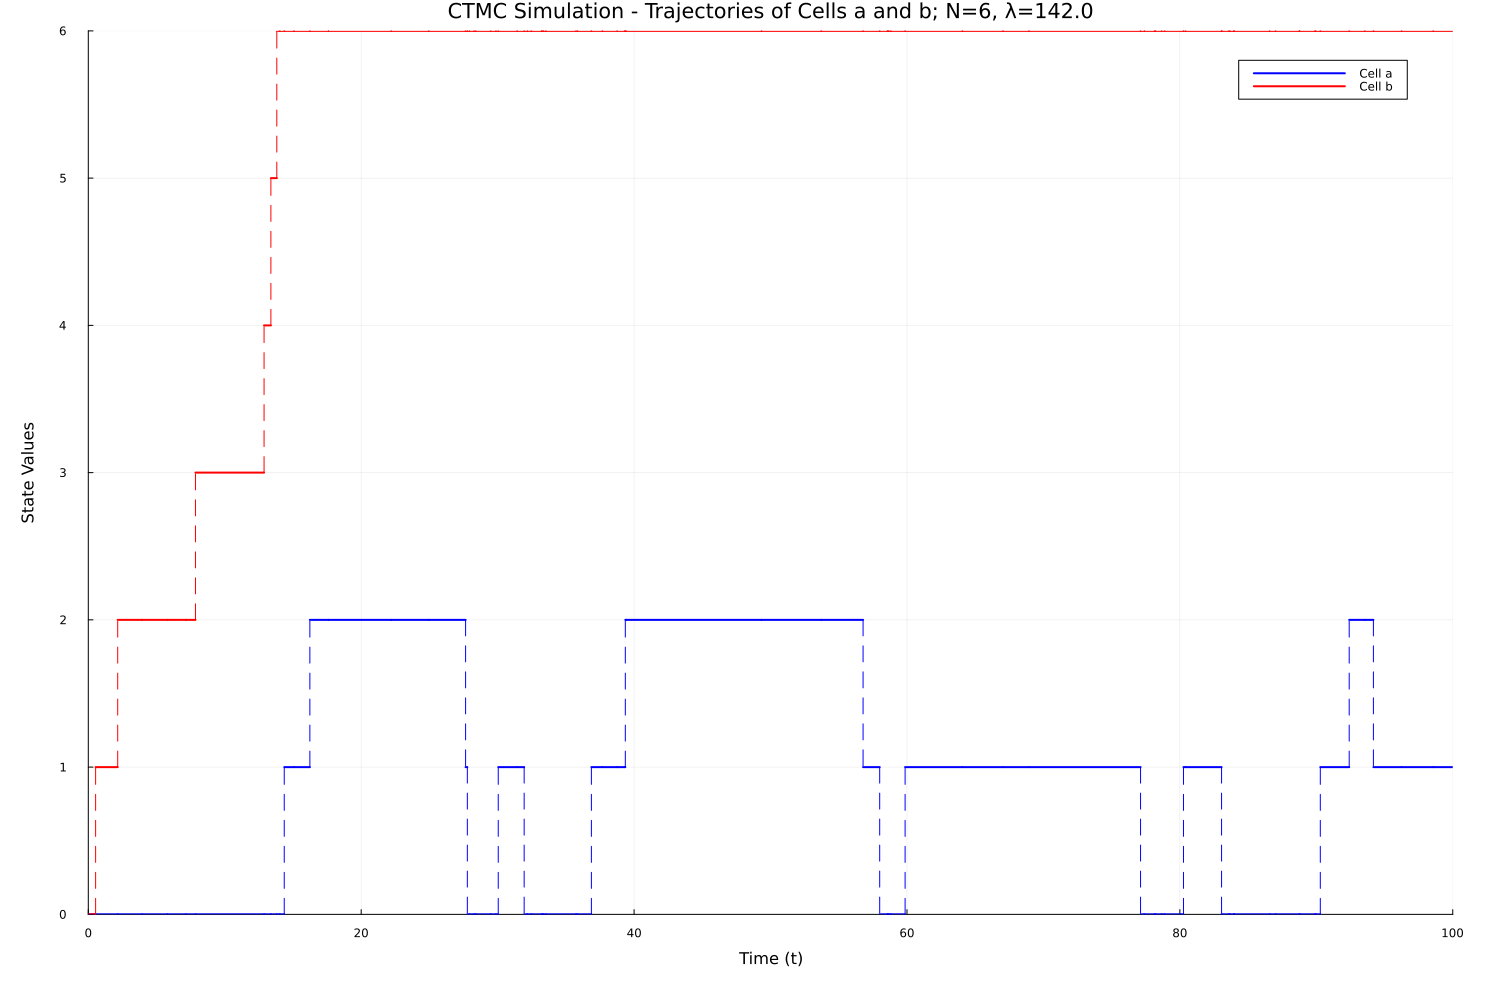 CTMC Simulation - Trajectories of Cells a and b; N=6, λ=142.0
6
5
4
3
2
1
0
State Values
Cell a
Cell b
0 20 40 60 80 100
Time (t)